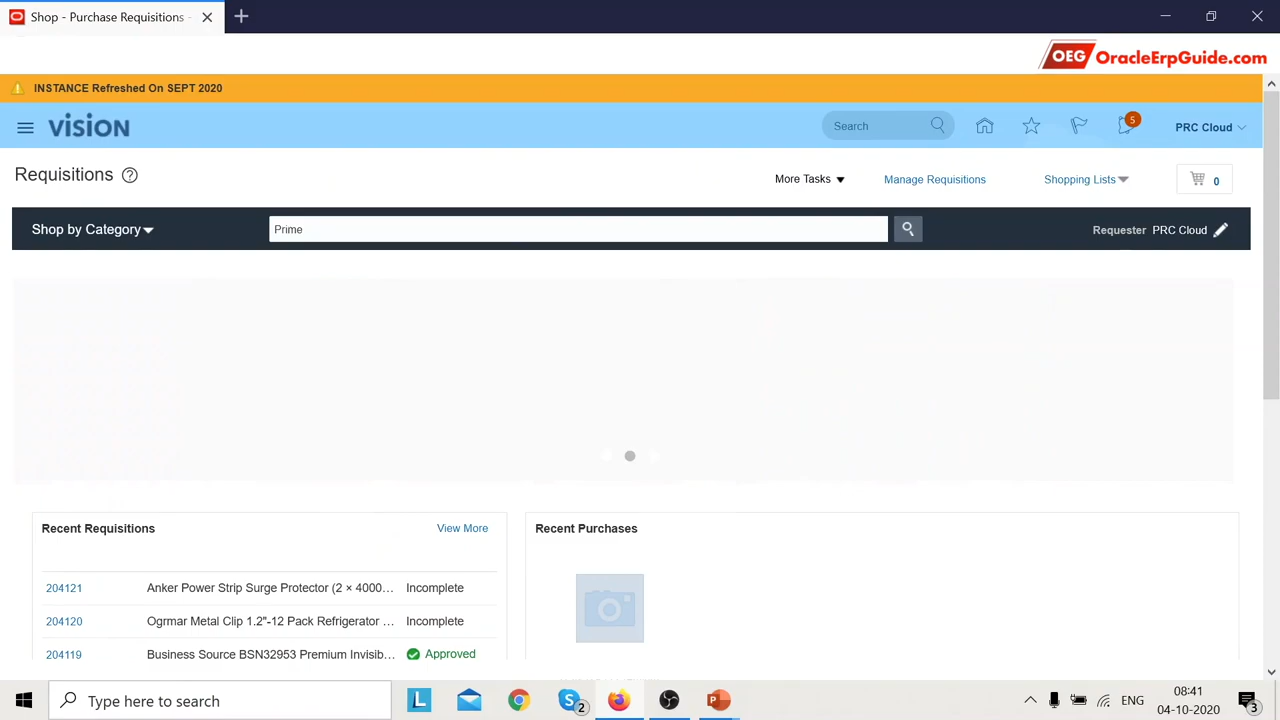 Shop - Purchase Requisitions -
OEG OracleErpGuide.com
INSTANCE Refreshed On SEPT 2020
VISION
Search
5
PRC Cloud
Requisitions
More Tasks
Manage Requisitions
Shopping Lists
0
Shop by Category
Prime
Requester PRC Cloud
Recent Requisitions
View More
Recent Purchases
204121 Anker Power Strip Surge Protector (2 × 4000... Incomplete
204120 Ogrmar Metal Clip 1.2"-12 Pack Refrigerator ... Incomplete
204119 Business Source BSN32953 Premium Invisib... Approved
Type here to search
L
2
ENG
08:41
04-10-2020
3